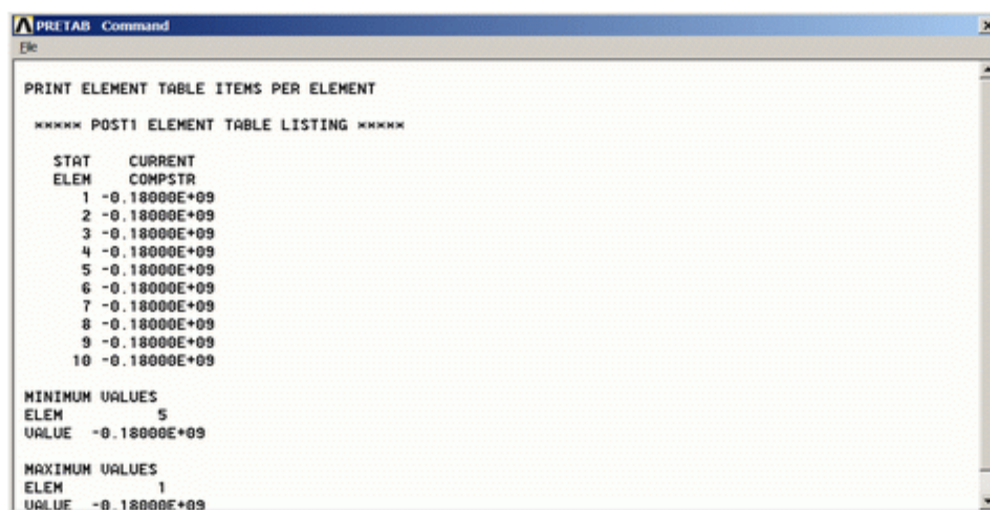 PRETAB Command
File
PRINT ELEMENT TABLE ITEMS PER ELEMENT
***** POST1 ELEMENT TABLE LISTING *****
STAT CURRENT
ELEM COMPSTR
1 -0.18000E+09
2 -0.18000E+09
3 -0.18000E+09
4 -0.18000E+09
5 -0.18000E+09
6 -0.18000E+09
7 -0.18000E+09
8 -0.18000E+09
9 -0.18000E+09
10 -0.18000E+09
MINIMUM VALUES
ELEM 5
VALUE -0.18000E+09
MAXIMUM VALUES
ELEM 1
VALUE -0.18000E+09